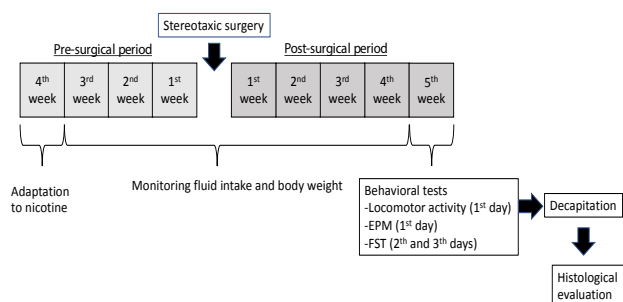 Stereotaxic surgery
Pre-surgical period
Post-surgical period
4th week
3rd week
2nd week
1st week
1st week
2nd week
3rd week
4th week
5th week
Adaptation
to nicotine
Monitoring fluid intake and body weight
Behavioral tests
-Locomotor activity (1st day)
-EPM (1st day)
-FST (2th and 3th days)
Decapitation
Histological
evaluation